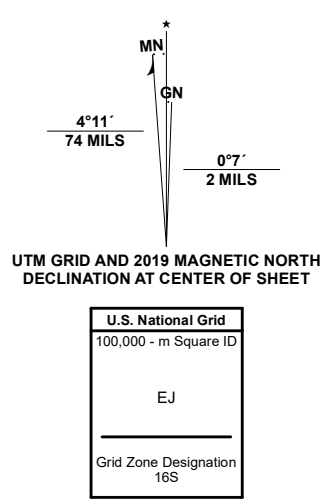 MN
GN
4°11´
74 MILS
0°7´
2 MILS
UTM GRID AND 2019 MAGNETIC NORTH
DECLINATION AT CENTER OF SHEET
U.S. National Grid
100,000 - m Square ID
EJ
Grid Zone Designation
16S